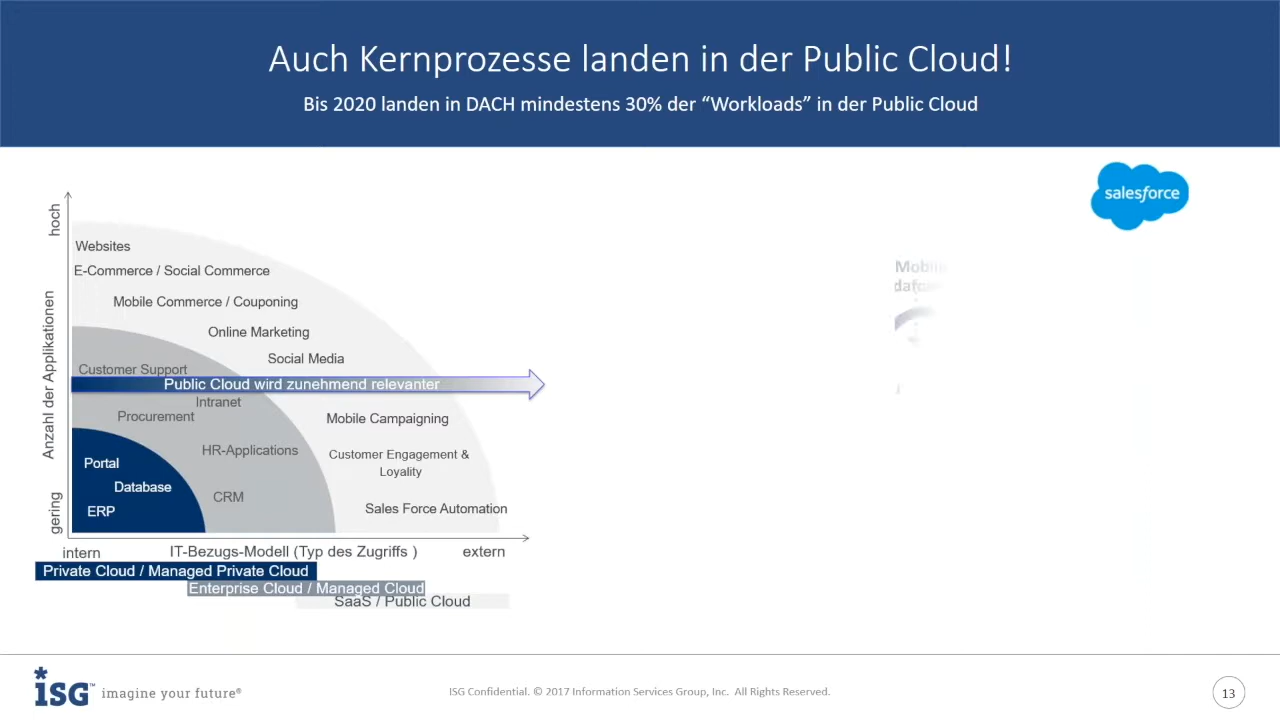 Auch Kernprozesse landen in der Public Cloud!
Bis 2020 landen in DACH mindestens 30% der “Workloads” in der Public Cloud
salesforce
hoch
Anzahl der Applikationen
gering
Websites
E-Commerce / Social Commerce
Mobile Commerce / Couponing
Online Marketing
Social Media
Customer Support
Public Cloud wird zunehmend relevanter
Intranet
Procurement
Mobile Campaigning
HR-Applications
Customer Engagement &
Loyality
Portal
Database
CRM
ERP
Sales Force Automation
intern
IT-Bezugs-Modell (Typ des Zugriffs )
extern
Private Cloud / Managed Private Cloud
Enterprise Cloud / Managed Cloud
SaaS / Public Cloud
ISG™ imagine your future®
ISG Confidential. © 2017 Information Services Group, Inc. All Rights Reserved.
13